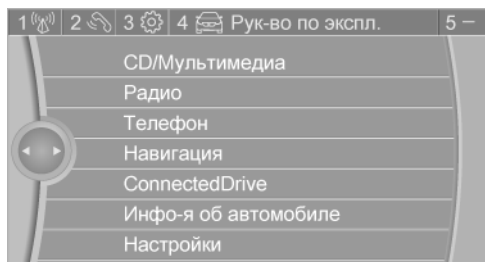 1 2 3 4 Рук-во по экспл. 5 –
CD/Мультимедиа
Радио
Телефон
Навигация
ConnectedDrive
Инфо-я об автомобиле
Настройки